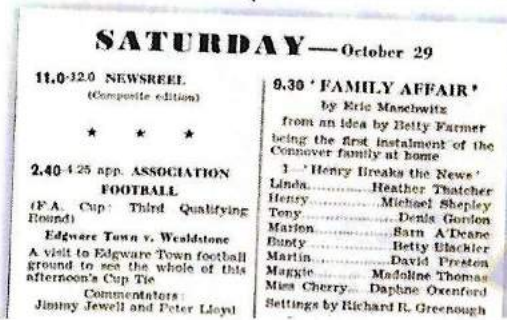 SATURDAY—October 29
11.0-12.0 NEWSREEL
(Composite edition)
★ ★ ★
2.40-4.25 app. ASSOCIATION
FOOTBALL
(F.A. Cup: Third Qualifying
Round)
Edgware Town v. Wealdstone
A visit to Edgware Town football
ground to see the whole of this
afternoon's Cup Tie
Commentators:
Jimmy Jewell and Peter Lloyd
9.30 'FAMILY AFFAIR'
by Eric Maschwitz
from an idea by Betty Farmer
being the first instalment of the
Connover family at home
1—'Henry Breaks the News'
Linda............Heather Thatcher
Henry............Michael Shepley
Tony............Denis Gordon
Marion............Sara A'Deane
Bunty............Betty Blackler
Martin............David Preston
Maggie............Madoline Thomas
Miss Cherry....Daphne Oxenford
Settings by Richard R. Greenough